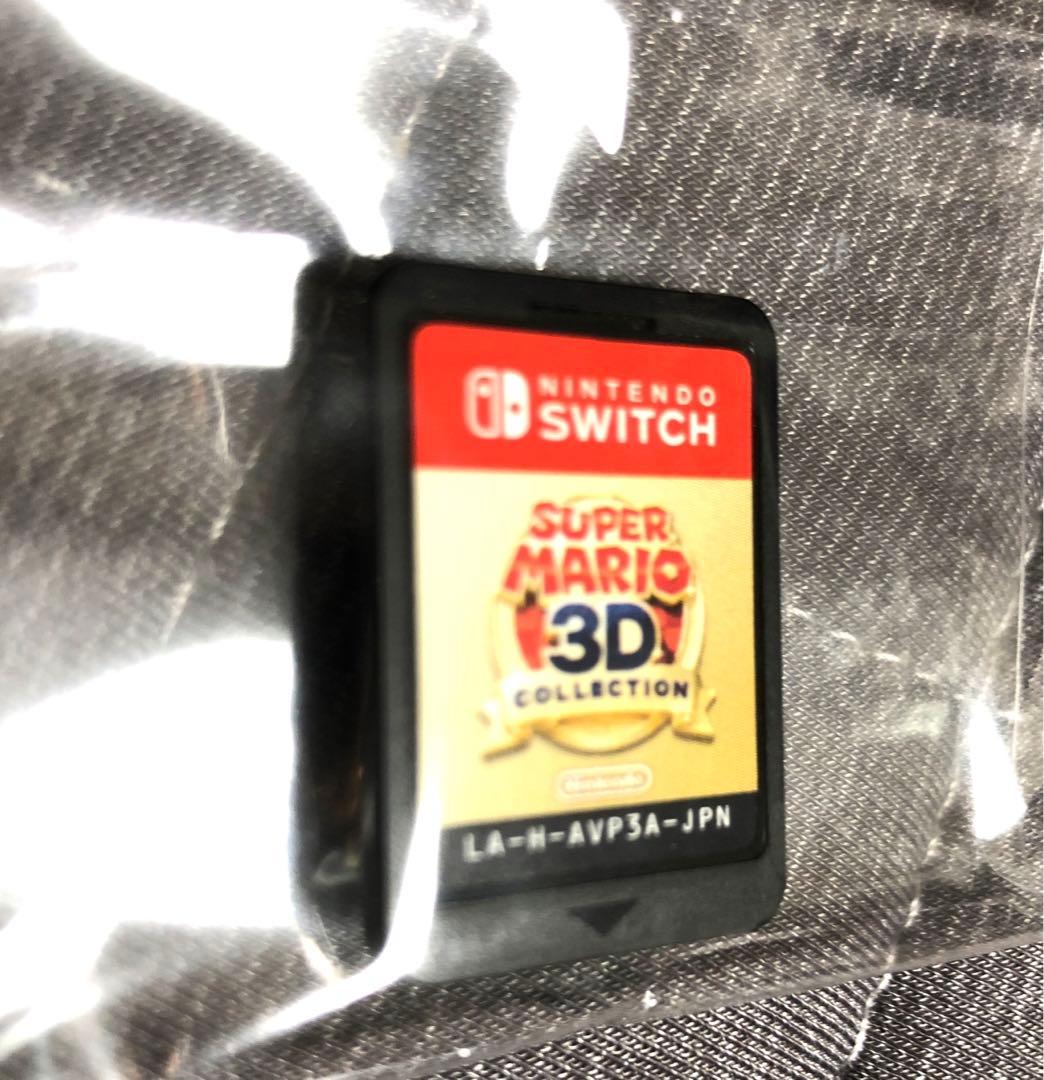 NINTENDO
SWITCH
SUPER
MARIO
3D
COLLECTION
Nintendo
LA-H-AVP3A-JPN